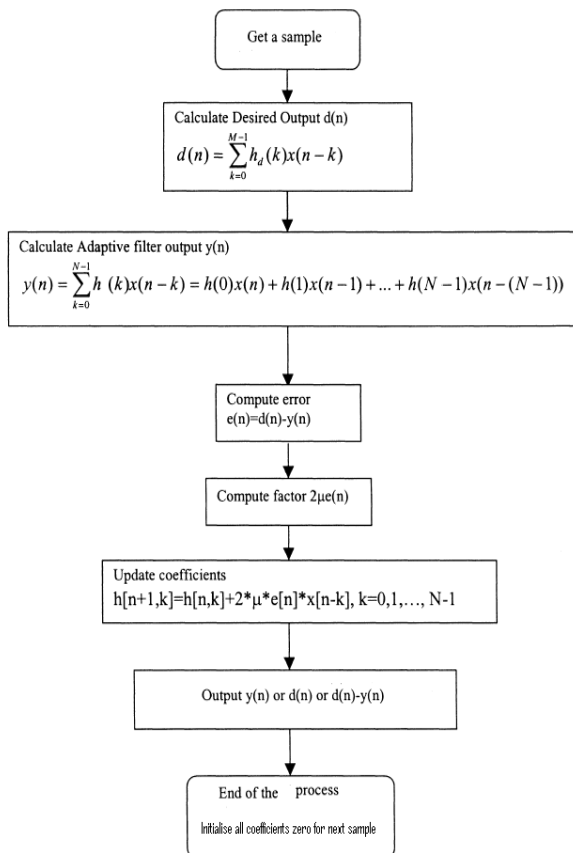 Get a sample
Calculate Desired Output d(n)
d(n) = \sum_{k=0}^{M-1} h_d (k)x(n-k)
Calculate Adaptive filter output y(n)
y(n) = \sum_{k=0}^{N-1} h (k)x(n-k) = h(0)x(n) + h(1)x(n-1) + ... + h(N-1)x(n-(N-1))
Compute error
e(n)=d(n)-y(n)
Compute factor 2μe(n)
Update coefficients
h[n+1,k]=h[n,k]+2*μ*e[n]*x[n-k], k=0,1,..., N-1
Output y(n) or d(n) or d(n)-y(n)
End of the process
Initialise all coefficients zero for next sample